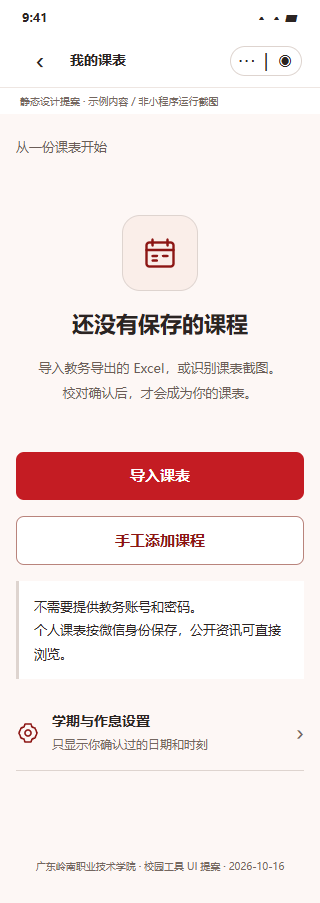 9:41
我的课表
静态设计提案 · 示例内容 / 非小程序运行截图
从一份课表开始
还没有保存的课程
导入教务导出的 Excel，或识别课表截图。
校对确认后，才会成为你的课表。
导入课表
手工添加课程
不需要提供教务账号和密码。
个人课表按微信身份保存，公开资讯可直接
浏览。
学期与作息设置
只显示你确认过的日期和时刻
广东岭南职业技术学院 · 校园工具 UI 提案 · 2026-10-16